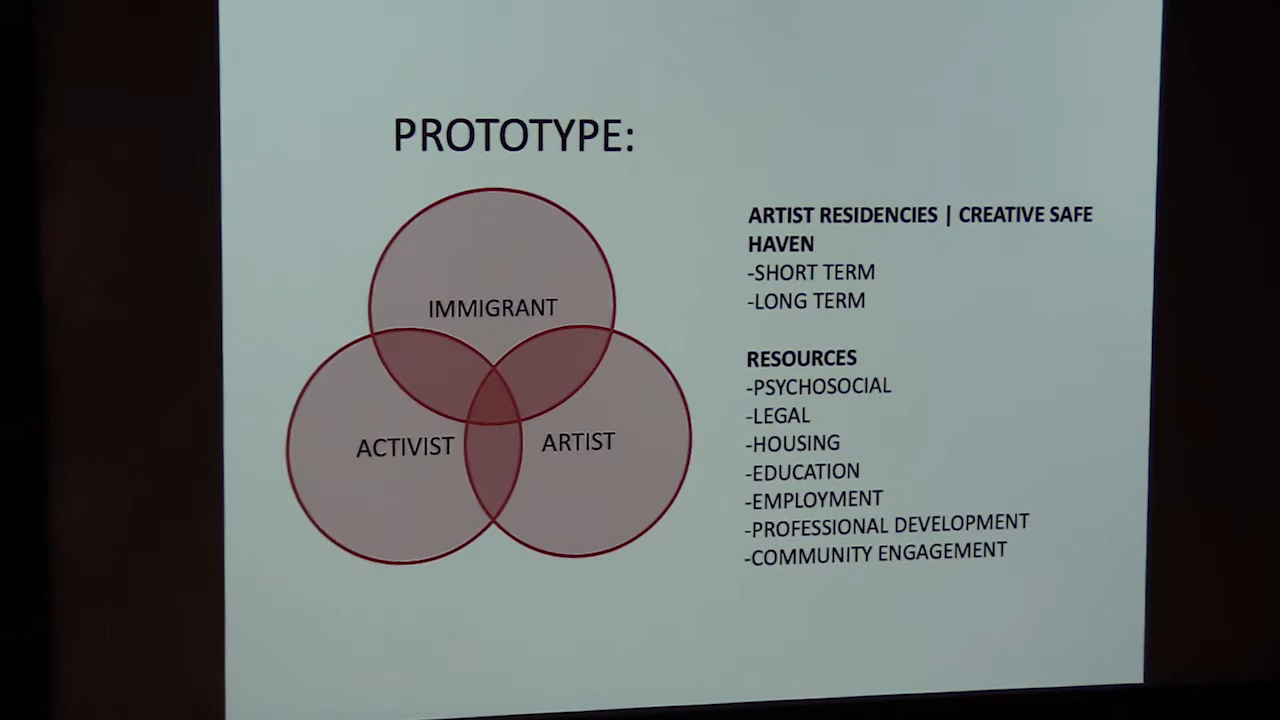 PROTOTYPE:
IMMIGRANT
ACTIVIST
ARTIST
ARTIST RESIDENCIES | CREATIVE SAFE
HAVEN
-SHORT TERM
-LONG TERM
RESOURCES
-PSYCHOSOCIAL
-LEGAL
-HOUSING
-EDUCATION
-EMPLOYMENT
-PROFESSIONAL DEVELOPMENT
-COMMUNITY ENGAGEMENT